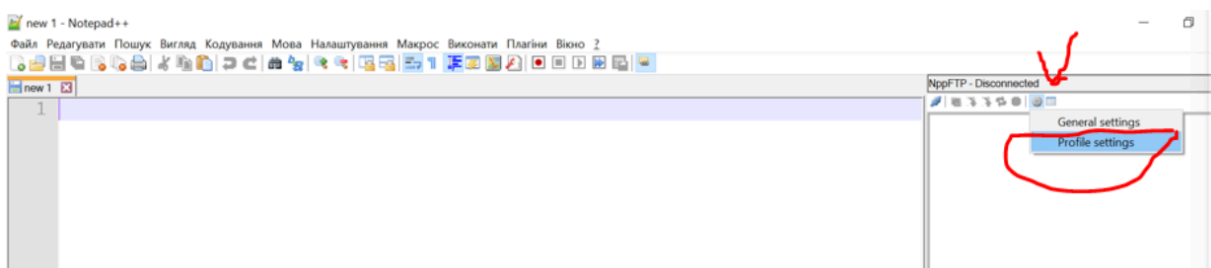 new 1 - Notepad++
Файл Редагувати Пошук Вигляд Кодування Мова Налаштування Макрос Виконати Плагіни Вікно ?
new 1
NppFTP - Disconnected
1
General settings
Profile settings